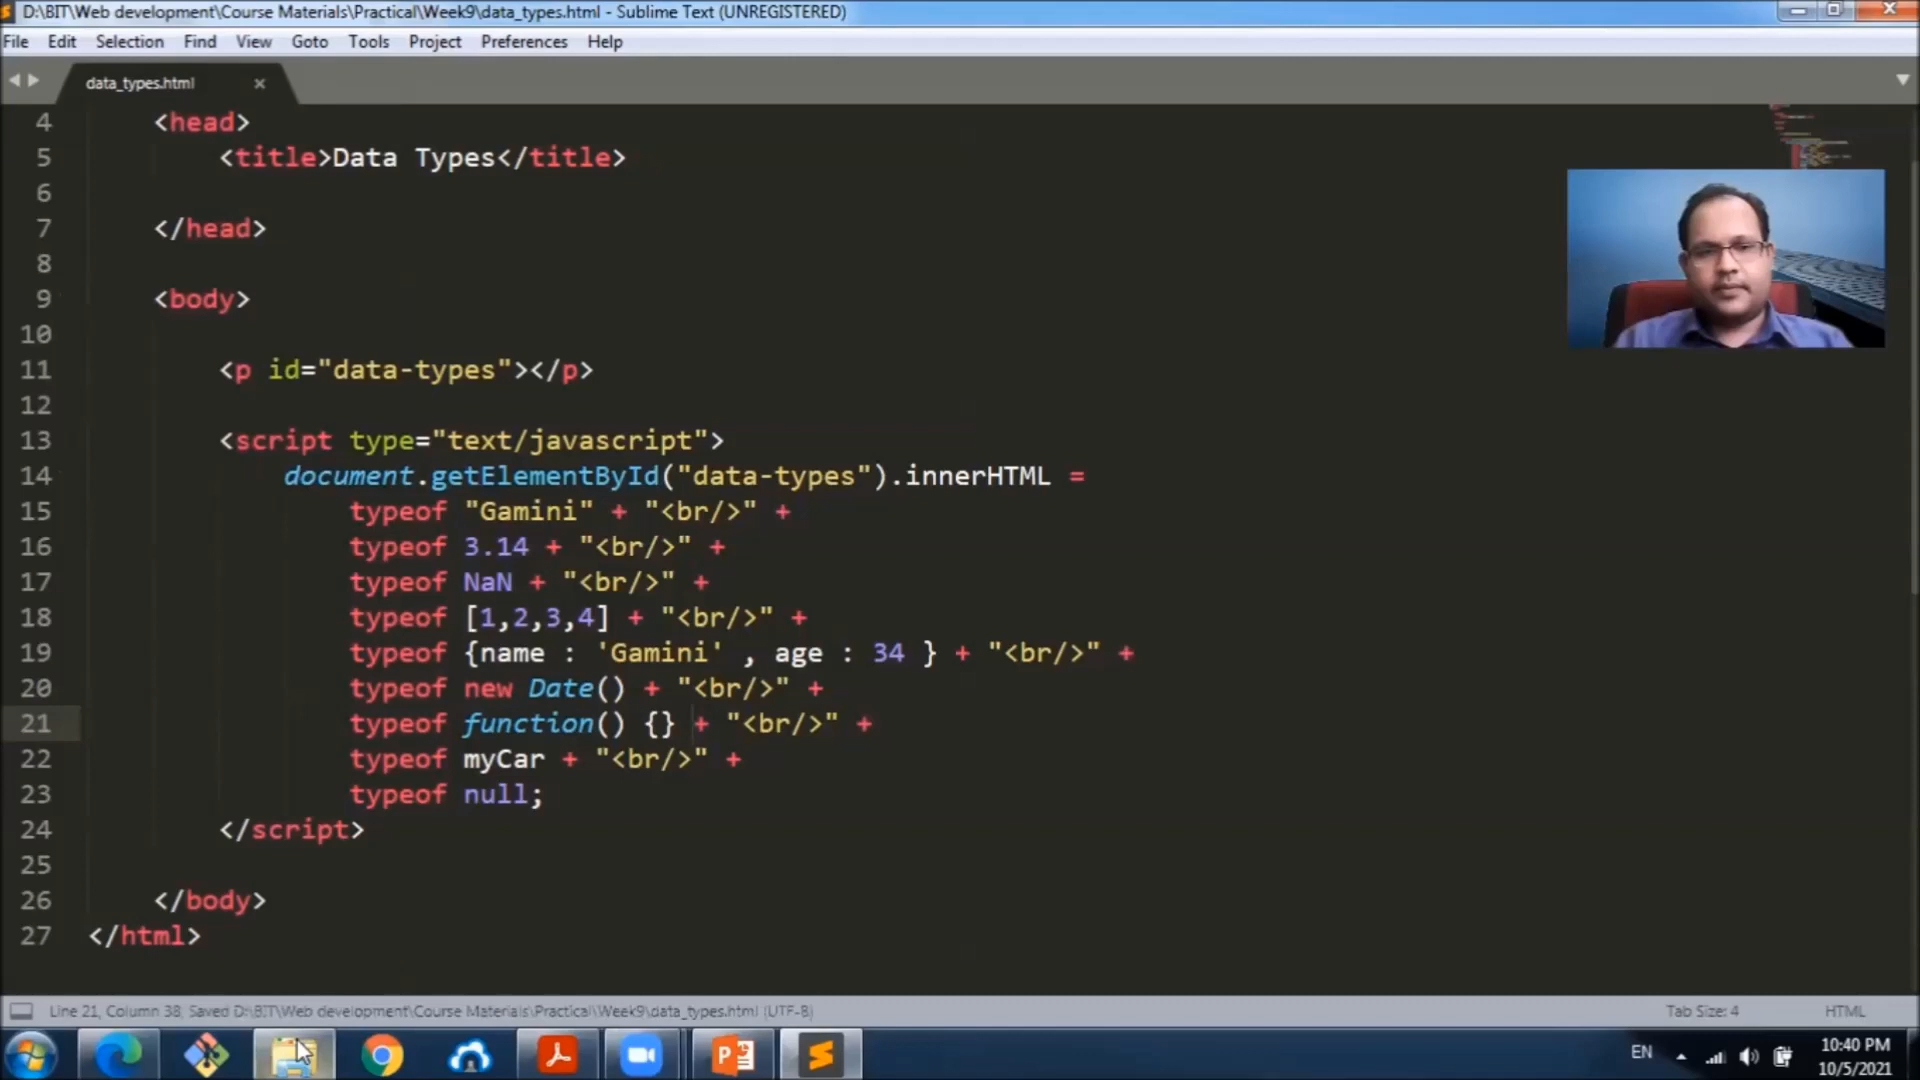 D:\BIT\Web development\Course Materials\Practical\Week9\data_types.html - Sublime Text (UNREGISTERED)
File Edit Selection Find View Goto Tools Project Preferences Help
data_types.html
4 <head>
5 <title>Data Types</title>
6
7 </head>
8
9 <body>
10
11 <p id="data-types"></p>
12
13 <script type="text/javascript">
14 document.getElementById("data-types").innerHTML =
15 typeof "Gamini" + "<br/>" +
16 typeof 3.14 + "<br/>" +
17 typeof NaN + "<br/>" +
18 typeof [1,2,3,4] + "<br/>" +
19 typeof {name : 'Gamini' , age : 34 } + "<br/>" +
20 typeof new Date() + "<br/>" +
21 typeof function() {} + "<br/>" +
22 typeof myCar + "<br/>" +
23 typeof null;
24 </script>
25
26 </body>
27 </html>
Line 21, Column 38, Saved D:\BIT\Web development\Course Materials\Practical\Week9\data_types.html (UTF-8) Tab Size: 4 HTML
EN 10:40 PM
10/5/2021